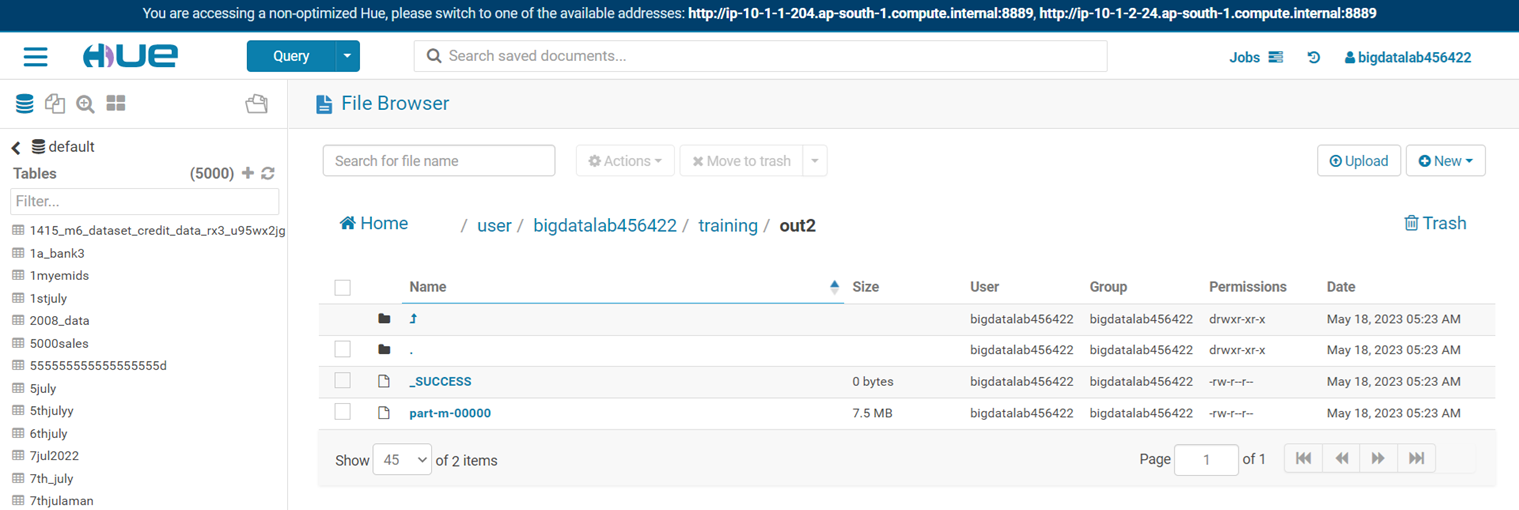 You are accessing a non-optimized Hue, please switch to one of the available addresses: http://ip-10-1-1-204.ap-south-1.compute.internal:8889, http://ip-10-1-2-24.ap-south-1.compute.internal:8889
HUE Query Search saved documents... Jobs bigdatalab456422
File Browser
default
Tables (5000)
Filter...
1415_m6_dataset_credit_data_rx3_u95wx2jg
1a_bank3
1myemids
1stjuly
2008_data
5000sales
555555555555555555d
5july
5thjulyy
6thjuly
7jul2022
7th_july
7thjulaman
Search for file name Actions Move to trash Upload New
Home / user / bigdatalab456422 / training / out2 Trash
Name Size User Group Permissions Date
bigdatalab456422 bigdatalab456422 drwxr-xr-x May 18, 2023 05:23 AM
. bigdatalab456422 bigdatalab456422 drwxr-xr-x May 18, 2023 05:23 AM
_SUCCESS 0 bytes bigdatalab456422 bigdatalab456422 -rw-r--r-- May 18, 2023 05:23 AM
part-m-00000 7.5 MB bigdatalab456422 bigdatalab456422 -rw-r--r-- May 18, 2023 05:23 AM
Show 45 of 2 items Page 1 of 1